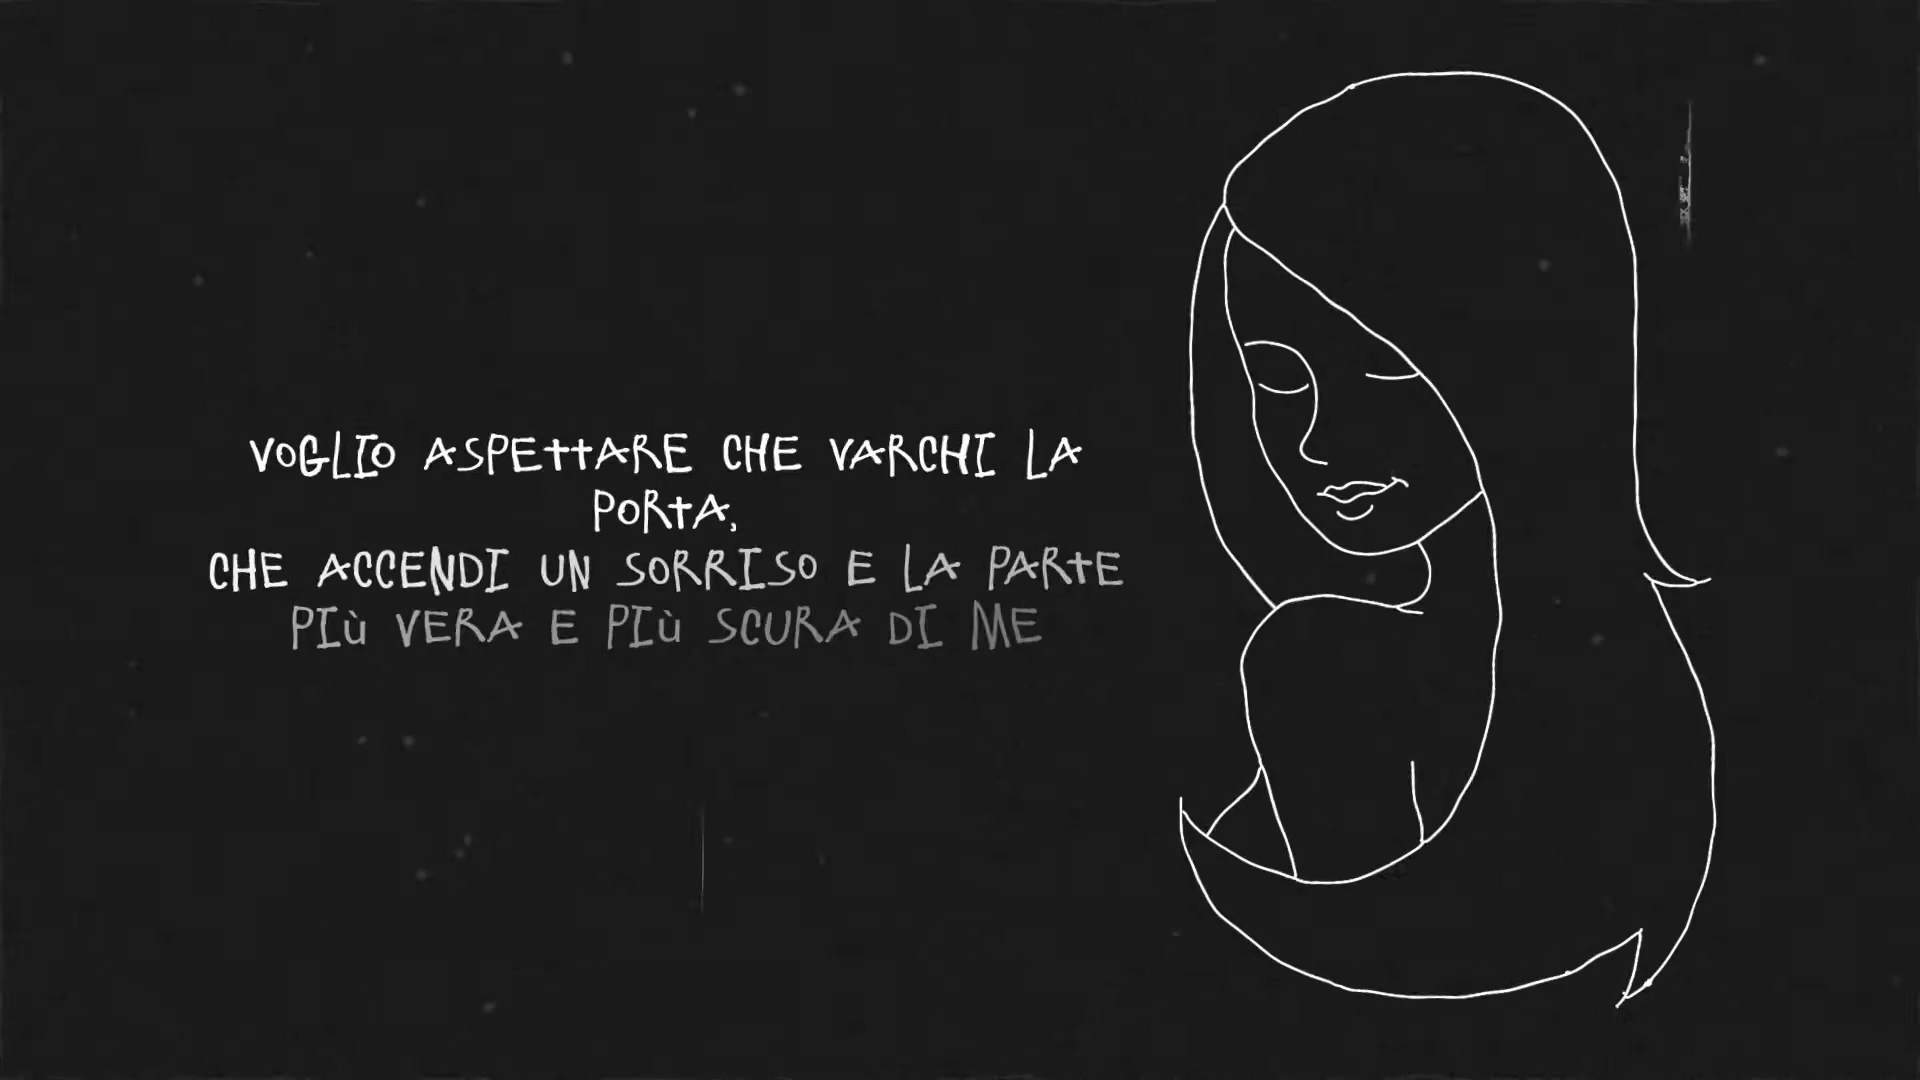 VOGLIO ASPETTARE CHE VARCHI LA
PORTA,
CHE ACCENDI UN SORRISO E LA PARTE
PIÙ VERA E PIÙ SCURA DI ME